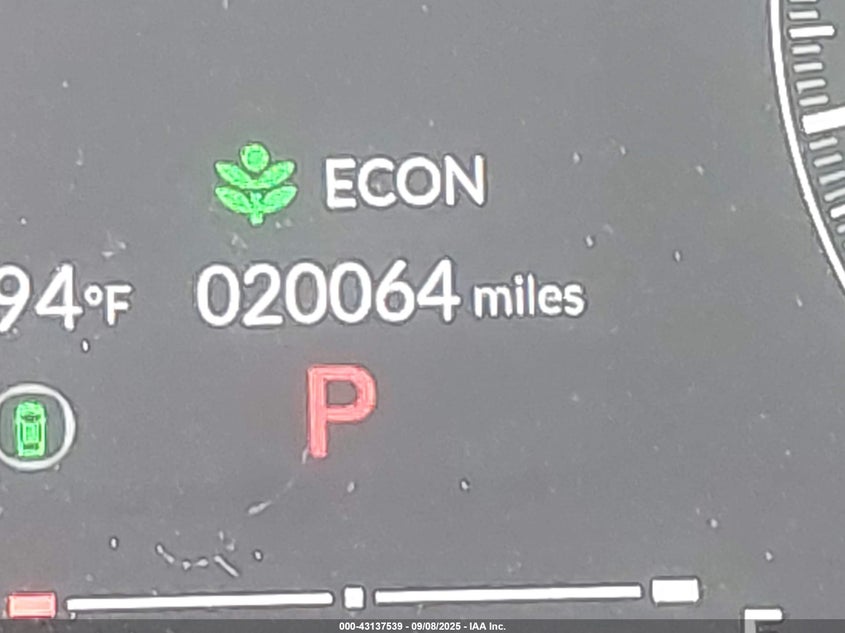 ECON
94°F 020064 miles
P
000-43137539 - 09/08/2025 - IAA Inc.